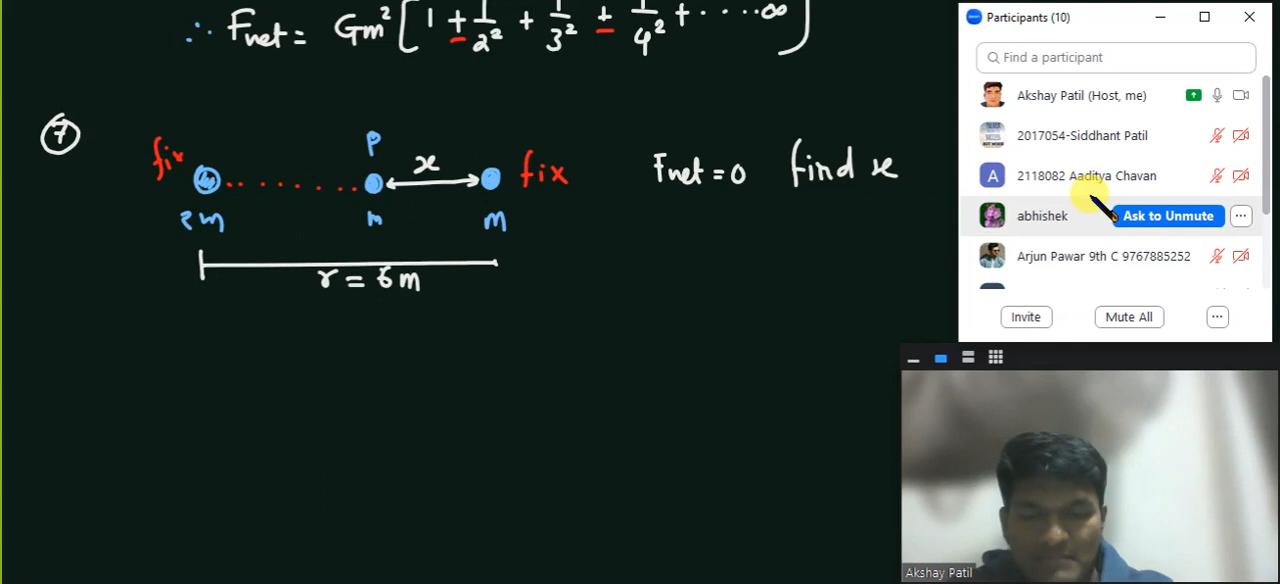 ∴ Fnet = Gm² [ 1 ± 1/2² + 1/3² ± 1/4² + ....∞ ]
7
fix P x fix Fnet = 0 find x
2m m m
r = 6m
Participants (10)
Find a participant
Akshay Patil (Host, me)
2017054-Siddhant Patil
A 2118082 Aaditya Chavan
abhishek Ask to Unmute ...
Arjun Pawar 9th C 9767885252
Invite Mute All ...
Akshay Patil